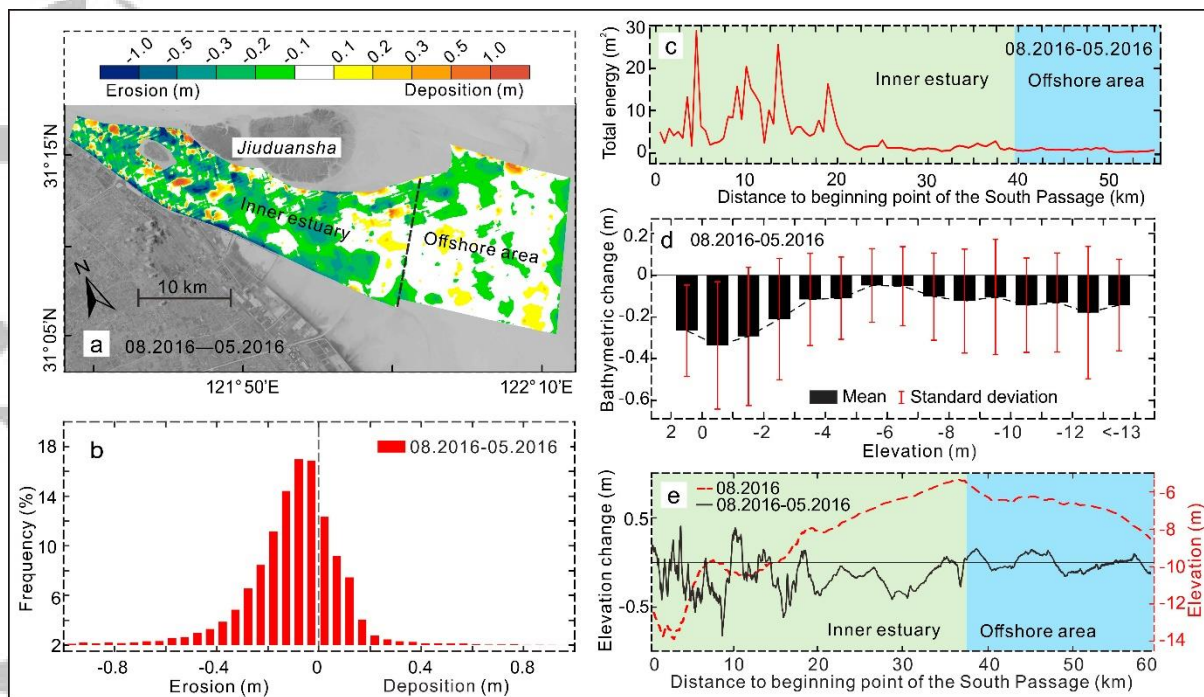 a
-1.0 -0.5 -0.3 -0.2 -0.1 0.1 0.2 0.3 0.5 1.0
Erosion (m) Deposition (m)
31°15'N
Jiuduansha
Inner estuary
Offshore area
N
10 km
31°05'N
a
08.2016—05.2016
121°50'E 122°10'E
b
08.2016-05.2016
Frequency (%)
18
14
10
6
2
-0.8 -0.4 0 0.4 0.8
Erosion (m) Deposition (m)
c
08.2016-05.2016
Inner estuary Offshore area
Total energy (m²)
30
20
10
0
0 10 20 30 40 50
Distance to beginning point of the South Passage (km)
d
08.2016-05.2016
Bathymetric change (m)
0.2
0
-0.2
-0.4
-0.6
Mean Standard deviation
2 0 -2 -4 -6 -8 -10 -12 <-13
Elevation (m)
e
08.2016
08.2016-05.2016
Elevation change (m)
0.5
0
-0.5
Inner estuary Offshore area
Elevation (m)
-6
-8
-10
-12
-14
0 10 20 30 40 50 60
Distance to beginning point of the South Passage (km)